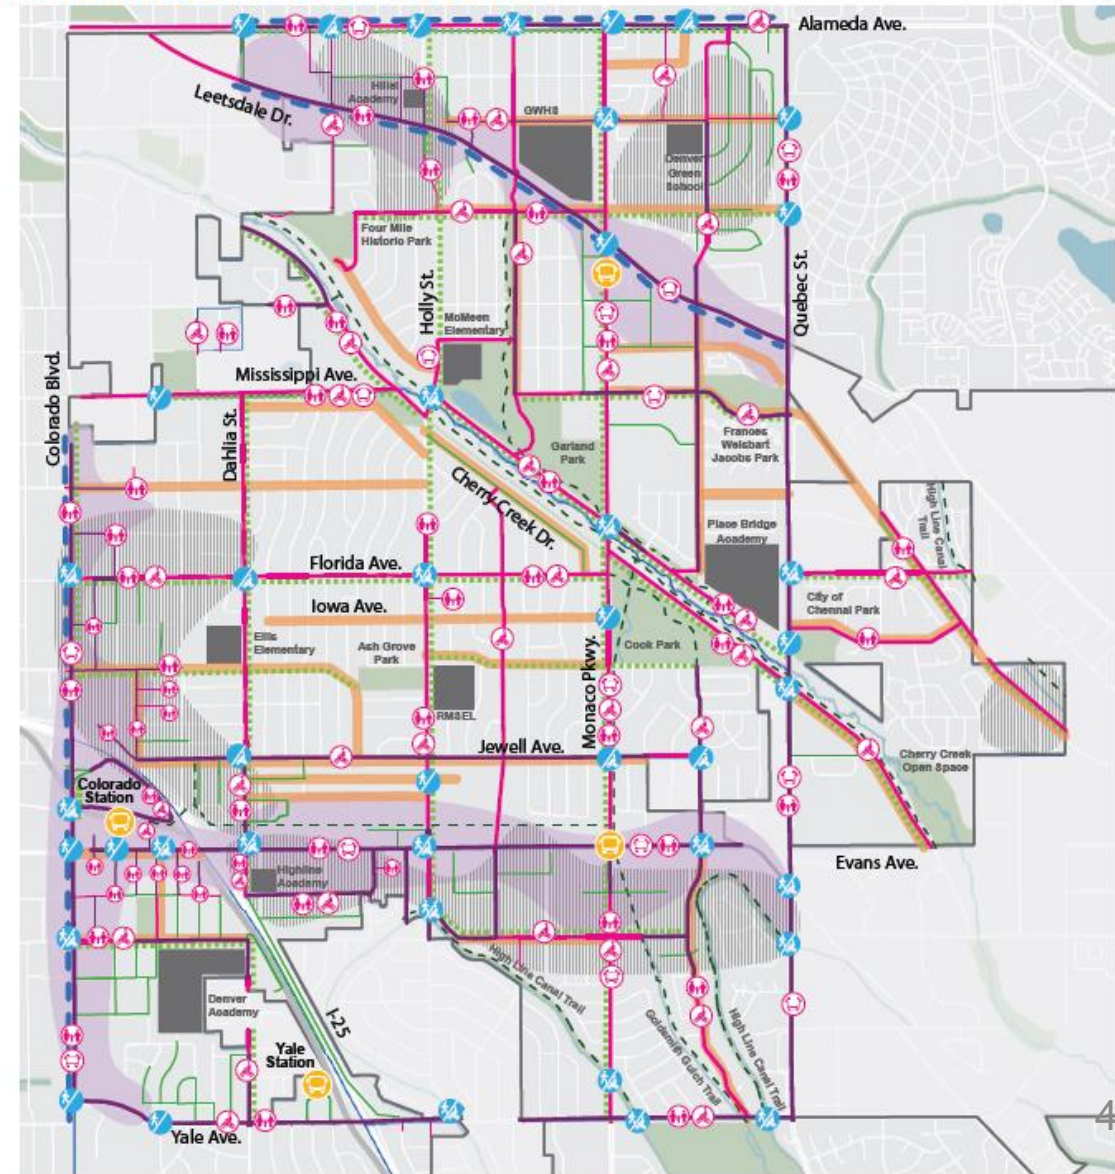 Alameda Ave.
Leetsdale Dr.
Hillel
Academy
GWHS
Denver
Green
School
Four Mile
Historic Park
Holly St.
Quebec St.
McMeen
Elementary
Colorado Blvd.
Mississippi Ave.
Dahlia St.
Frances
Weisbart
Jacobs Park
Garland
Park
Cherry Creek Dr.
High Line Canal
Trail
Place Bridge
Academy
Florida Ave.
Iowa Ave.
City of
Chennai Park
Ellis
Elementary
Ash Grove
Park
Cook Park
Monaco Pkwy.
RMSEL
Jewell Ave.
Cherry Creek
Open Space
Colorado
Station
Evans Ave.
Highline
Academy
High Line Canal Trail
Goldsmith Gulch Trail
High Line Canal Trail
Denver
Academy
I-25
Yale
Station
Yale Ave.
4